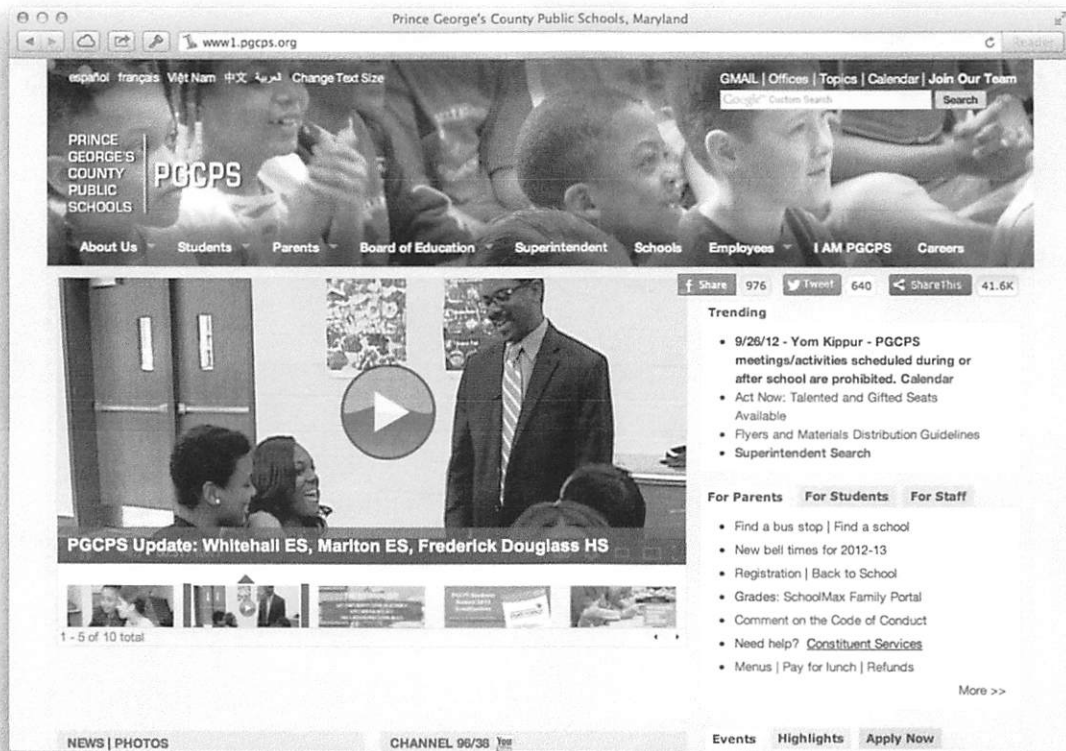 Prince George's County Public Schools, Maryland
www1.pgcps.org
Reader
español français Việt Nam 中文 العربية Change Text Size
GMAIL | Offices | Topics | Calendar | Join Our Team
Google™ Custom Search Search
PRINCE
GEORGE'S
COUNTY
PUBLIC
SCHOOLS
PGCPS
About Us Students Parents Board of Education Superintendent Schools Employees I AM PGCPS Careers
Share 976 Tweet 640 ShareThis 41.6K
PGCPS Update: Whitehall ES, Marlton ES, Frederick Douglass HS
1 - 5 of 10 total
Trending
• 9/26/12 - Yom Kippur - PGCPS
meetings/activities scheduled during or
after school are prohibited. Calendar
• Act Now: Talented and Gifted Seats
Available
• Flyers and Materials Distribution Guidelines
• Superintendent Search
For Parents For Students For Staff
• Find a bus stop | Find a school
• New bell times for 2012-13
• Registration | Back to School
• Grades: SchoolMax Family Portal
• Comment on the Code of Conduct
• Need help? Constituent Services
• Menus | Pay for lunch | Refunds
More >>
NEWS | PHOTOS
CHANNEL 96/38 You
Events Highlights Apply Now